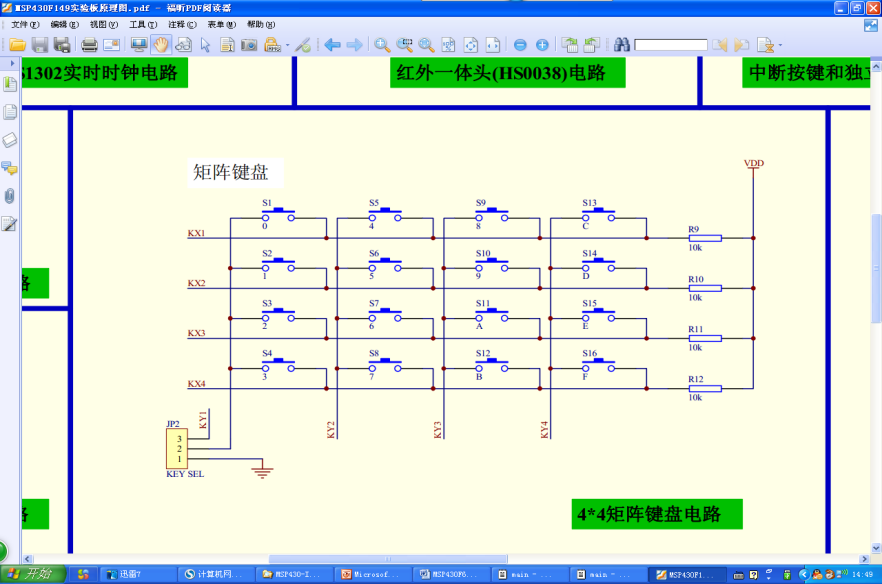 MSP430F149实验板原理图.pdf - 福昕PDF阅读器
文件(F) 编辑(E) 视图(V) 工具(T) 注释(C) 表单(M) 帮助(H)
S1302实时时钟电路 红外一体头(HS0038)电路 中断按键和独立
矩阵键盘
VDD
S1 S5 S9 S13
0 4 8 C
KX1 R9
10k
S2 S6 S10 S14
1 5 9 D
KX2 R10
10k
S3 S7 S11 S15
2 6 A E
KX3 R11
10k
S4 S8 S12 S16
3 7 B F
KX4 R12
10k
KY1 KY2 KY3 KY4
JP2
3
2
1
KEY SEL
路
路
4*4矩阵键盘电路
开始 迅雷7 计算机网... MSP430-I... Microsof... MSP430F6... main - ... main - ... MSP430F1... 14:49